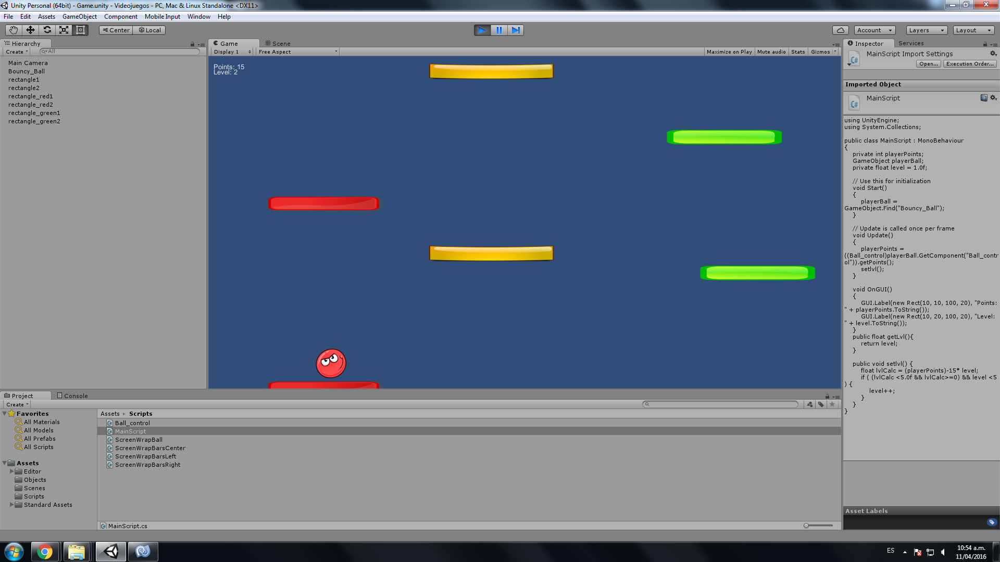 Unity Personal (64bit) - Game.unity - Videojuegos - PC, Mac & Linux Standalone <DX11>
File Edit Assets GameObject Component Mobile Input Window Help
Center Local
Account Layers Layout
Hierarchy
Create All
Main Camera
Bouncy_Ball
rectangle1
rectangle2
rectangle_red1
rectangle_red2
rectangle_green1
rectangle_green2
Game Scene
Display 1 Free Aspect Maximize on Play Mute audio Stats Gizmos
Points: 15
Level: 2
Inspector Services
MainScript Import Settings
Open... Execution Order...
Imported Object
MainScript
using UnityEngine;
using System.Collections;
public class MainScript : MonoBehaviour
{
private int playerPoints;
GameObject playerBall;
private float level = 1.0f;
// Use this for initialization
void Start()
{
playerBall =
GameObject.Find("Bouncy_Ball");
}
// Update is called once per frame
void Update()
{
playerPoints =
((Ball_control)playerBall.GetComponent("Ball_contr
ol")).getPoints();
setlvl();
}
void OnGUI()
{
GUI.Label(new Rect(10, 10, 100, 20), "Points:
" + playerPoints.ToString());
GUI.Label(new Rect(10, 20, 100, 20), "Level:
" + level.ToString());
}
public float getLvl(){
return level;
}
public void setlvl() {
float lvlCalc = (playerPoints)-15* level;
if ( (lvlCalc <5.0f && lvlCalc>=0) && level <5
) {
level++;
}
}
}
Asset Labels
Project Console
Create
Favorites
All Materials
All Models
All Prefabs
All Scripts
Assets
Editor
Objects
Scenes
Scripts
Standard Assets
Assets Scripts
Ball_control
MainScript
ScreenWrapBall
ScreenWrapBarsCenter
ScreenWrapBarsLeft
ScreenWrapBarsRight
MainScript.cs
ES
10:54 a.m.
11/04/2016